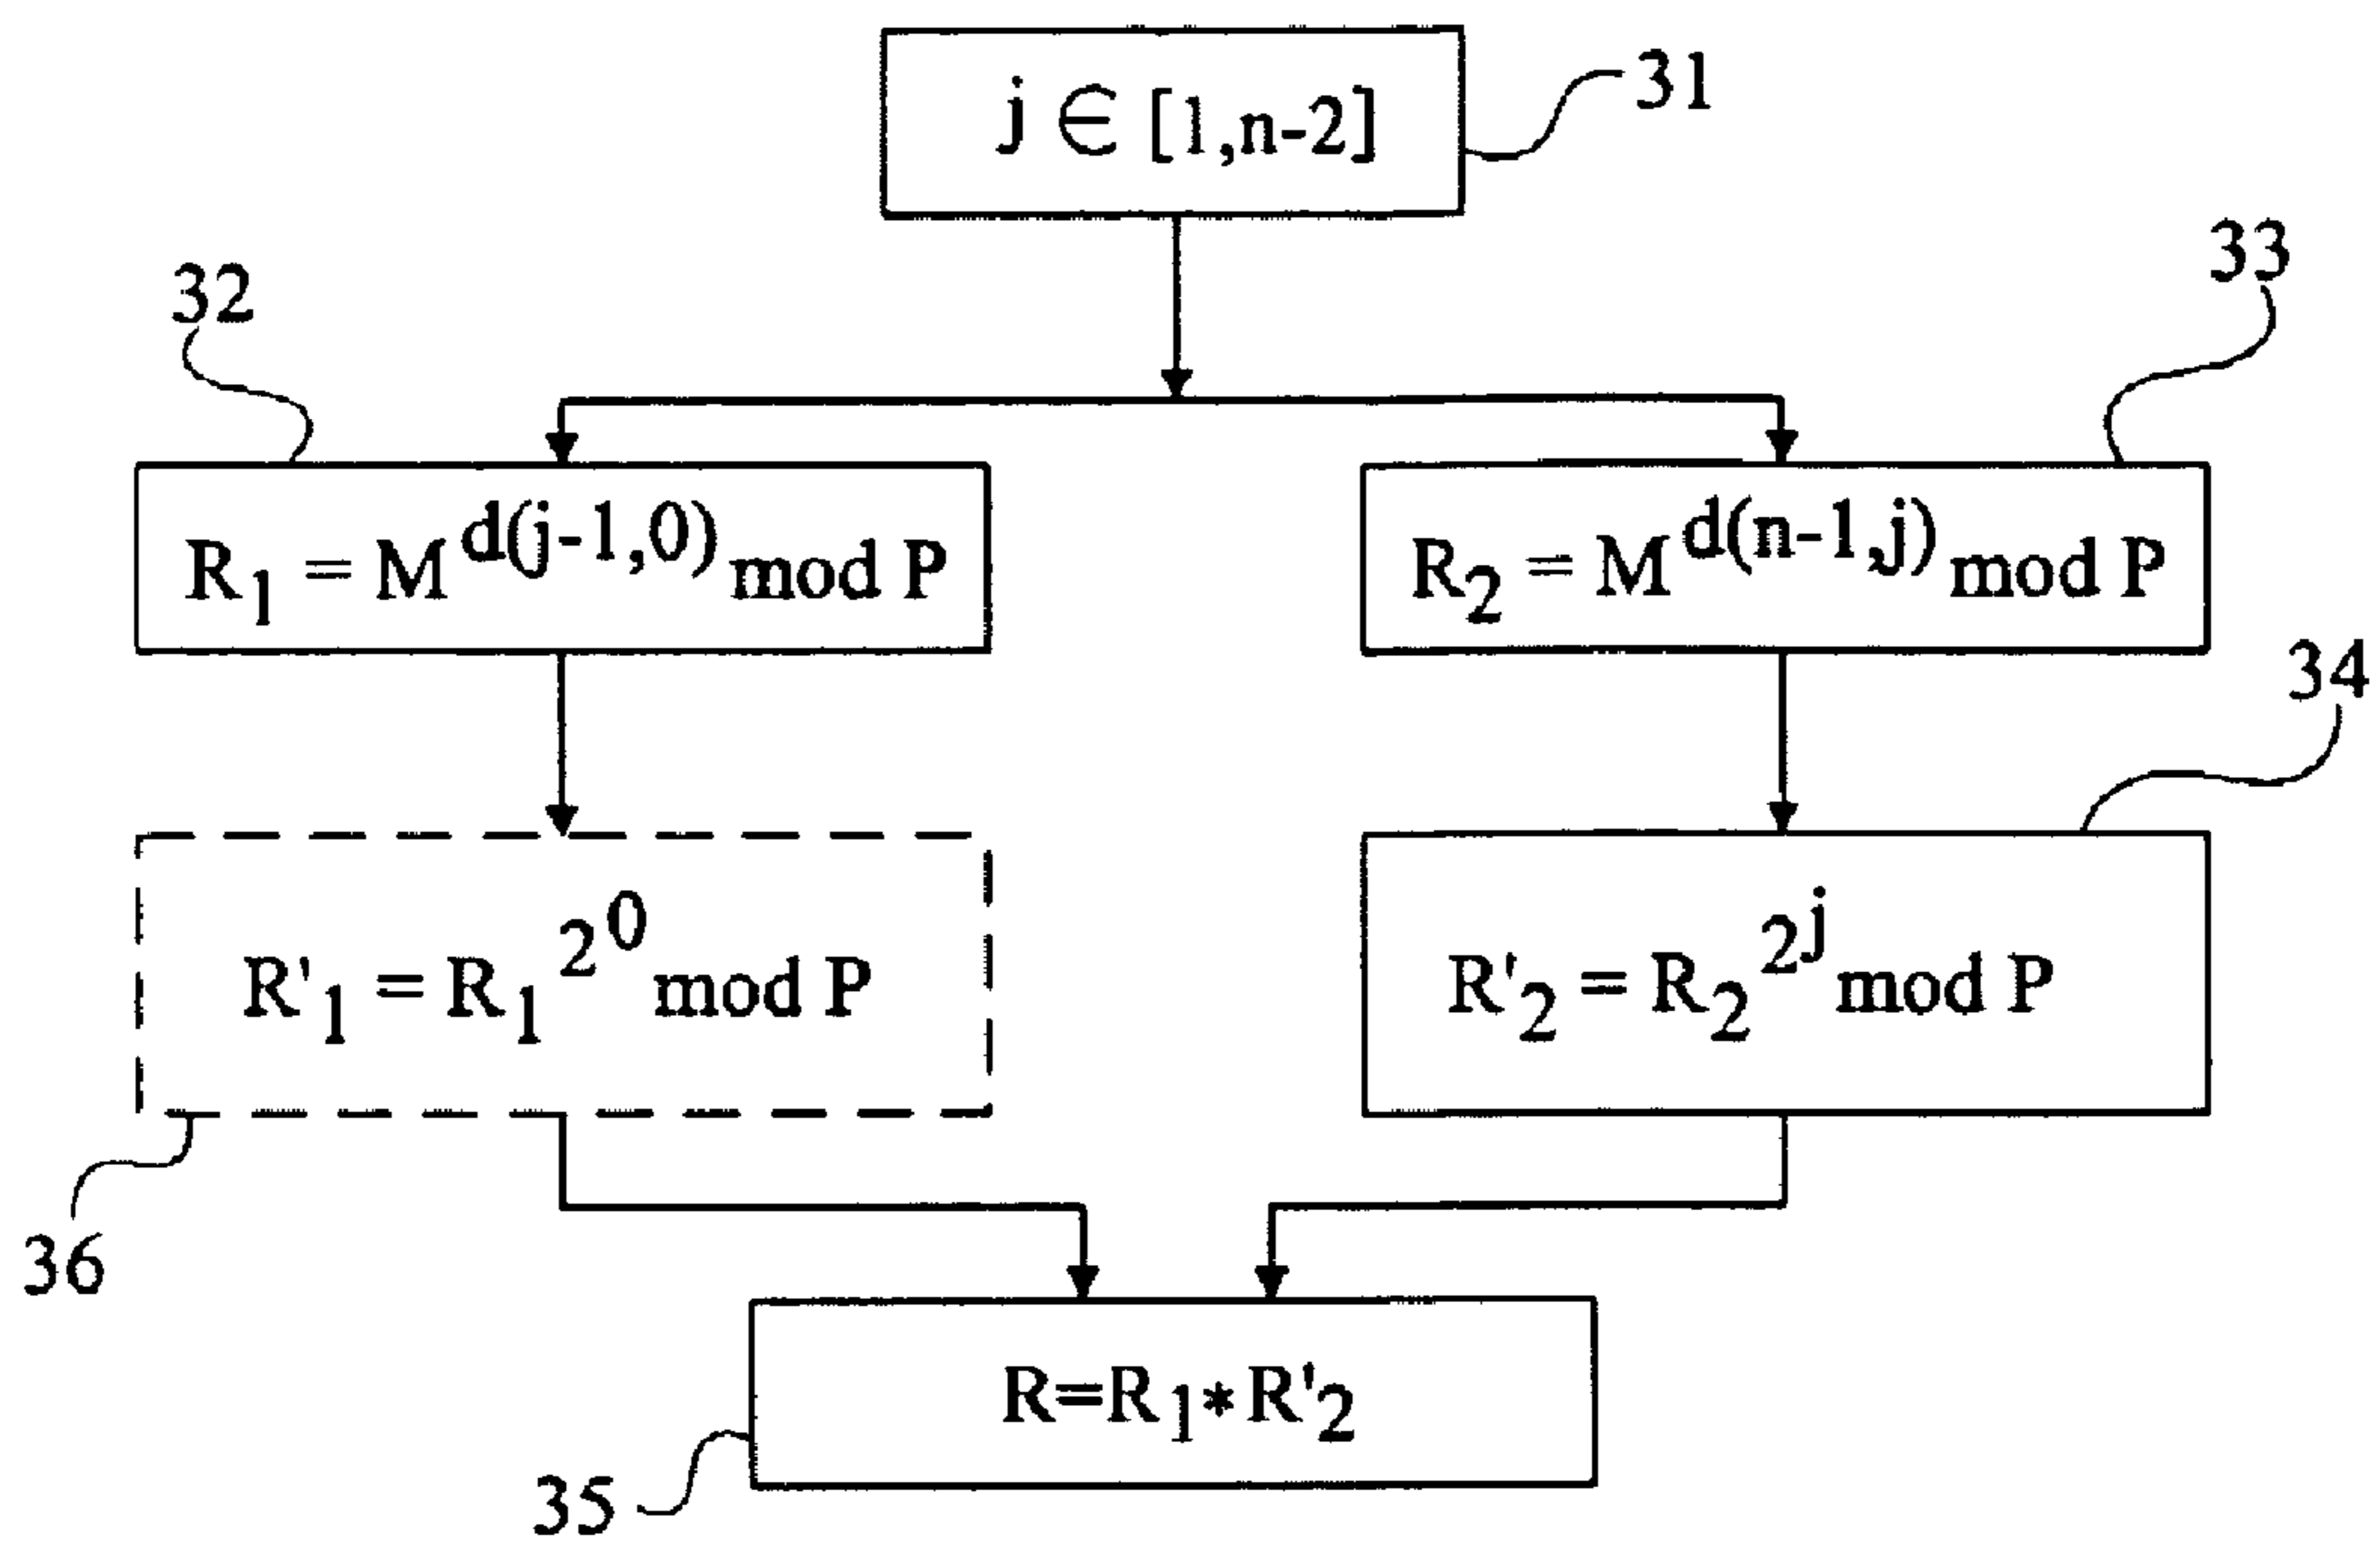 j ∈ [1,n-2]
31
32
33
R₁ = M^d(j-1,0) mod P
R₂ = M^d(n-1,j) mod P
34
R'₁ = R₁^2^0 mod P
R'₂ = R₂^2^j mod P
36
R=R₁*R'₂
35